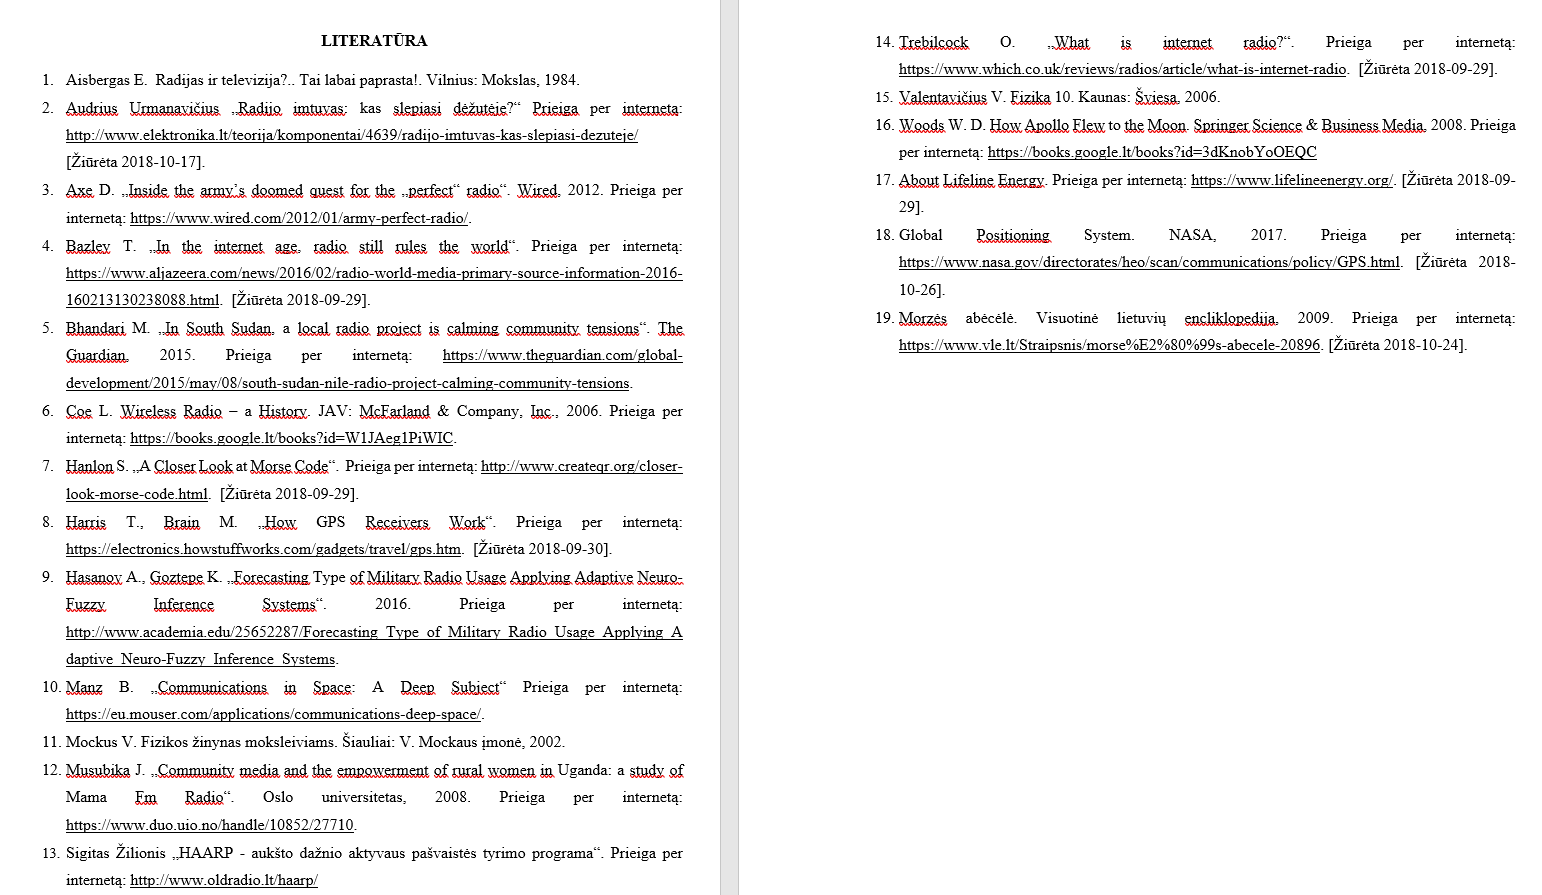 LITERATŪRA
1. Aisbergas E. Radijas ir televizija?.. Tai labai paprasta!. Vilnius: Mokslas, 1984.
2. Audrius Urmanavičius „Radijo imtuvas: kas slepiasi dėžutėje?“ Prieiga per internetą:
http://www.elektronika.lt/teorija/komponentai/4639/radijo-imtuvas-kas-slepiasi-dezuteje/
[Žiūrėta 2018-10-17].
3. Axe D. „Inside the army’s doomed quest for the „perfect“ radio“. Wired, 2012. Prieiga per
internetą: https://www.wired.com/2012/01/army-perfect-radio/.
4. Bazley T. „In the internet age, radio still rules the world“. Prieiga per internetą:
https://www.aljazeera.com/news/2016/02/radio-world-media-primary-source-information-2016-
160213130238088.html. [Žiūrėta 2018-09-29].
5. Bhandari M. „In South Sudan, a local radio project is calming community tensions“. The
Guardian, 2015. Prieiga per internetą: https://www.theguardian.com/global-
development/2015/may/08/south-sudan-nile-radio-project-calming-community-tensions.
6. Coe L. Wireless Radio – a History. JAV: McFarland & Company, Inc., 2006. Prieiga per
internetą: https://books.google.lt/books?id=W1JAeg1PiWIC.
7. Hanlon S. „A Closer Look at Morse Code“. Prieiga per internetą: http://www.createqr.org/closer-
look-morse-code.html. [Žiūrėta 2018-09-29].
8. Harris T., Brain M. „How GPS Receivers Work“. Prieiga per internetą:
https://electronics.howstuffworks.com/gadgets/travel/gps.htm. [Žiūrėta 2018-09-30].
9. Hasanov A., Goztepe K. „Forecasting Type of Military Radio Usage Applying Adaptive Neuro-
Fuzzy Inference Systems“. 2016. Prieiga per internetą:
http://www.academia.edu/25652287/Forecasting_Type_of_Military_Radio_Usage_Applying_A
daptive_Neuro-Fuzzy_Inference_Systems.
10. Manz B. „Communications in Space: A Deep Subject“ Prieiga per internetą:
https://eu.mouser.com/applications/communications-deep-space/.
11. Mockus V. Fizikos žinynas moksleiviams. Šiauliai: V. Mockaus įmonė, 2002.
12. Musubika J. „Community media and the empowerment of rural women in Uganda: a study of
Mama Fm Radio“. Oslo universitetas, 2008. Prieiga per internetą:
https://www.duo.uio.no/handle/10852/27710.
13. Sigitas Žilionis „HAARP - aukšto dažnio aktyvaus pašvaistės tyrimo programa“. Prieiga per
internetą: http://www.oldradio.lt/haarp/
14. Trebilcock O. „What is internet radio?“. Prieiga per internetą:
https://www.which.co.uk/reviews/radios/article/what-is-internet-radio. [Žiūrėta 2018-09-29].
15. Valentavičius V. Fizika 10. Kaunas: Šviesa, 2006.
16. Woods W. D. How Apollo Flew to the Moon. Springer Science & Business Media, 2008. Prieiga
per internetą: https://books.google.lt/books?id=3dKnobYoOEQC
17. About Lifeline Energy. Prieiga per internetą: https://www.lifelineenergy.org/. [Žiūrėta 2018-09-
29].
18. Global Positioning System. NASA, 2017. Prieiga per internetą:
https://www.nasa.gov/directorates/heo/scan/communications/policy/GPS.html. [Žiūrėta 2018-
10-26].
19. Morzės abėcėlė. Visuotinė lietuvių encliklopedija, 2009. Prieiga per internetą:
https://www.vle.lt/Straipsnis/morse%E2%80%99s-abecele-20896. [Žiūrėta 2018-10-24].